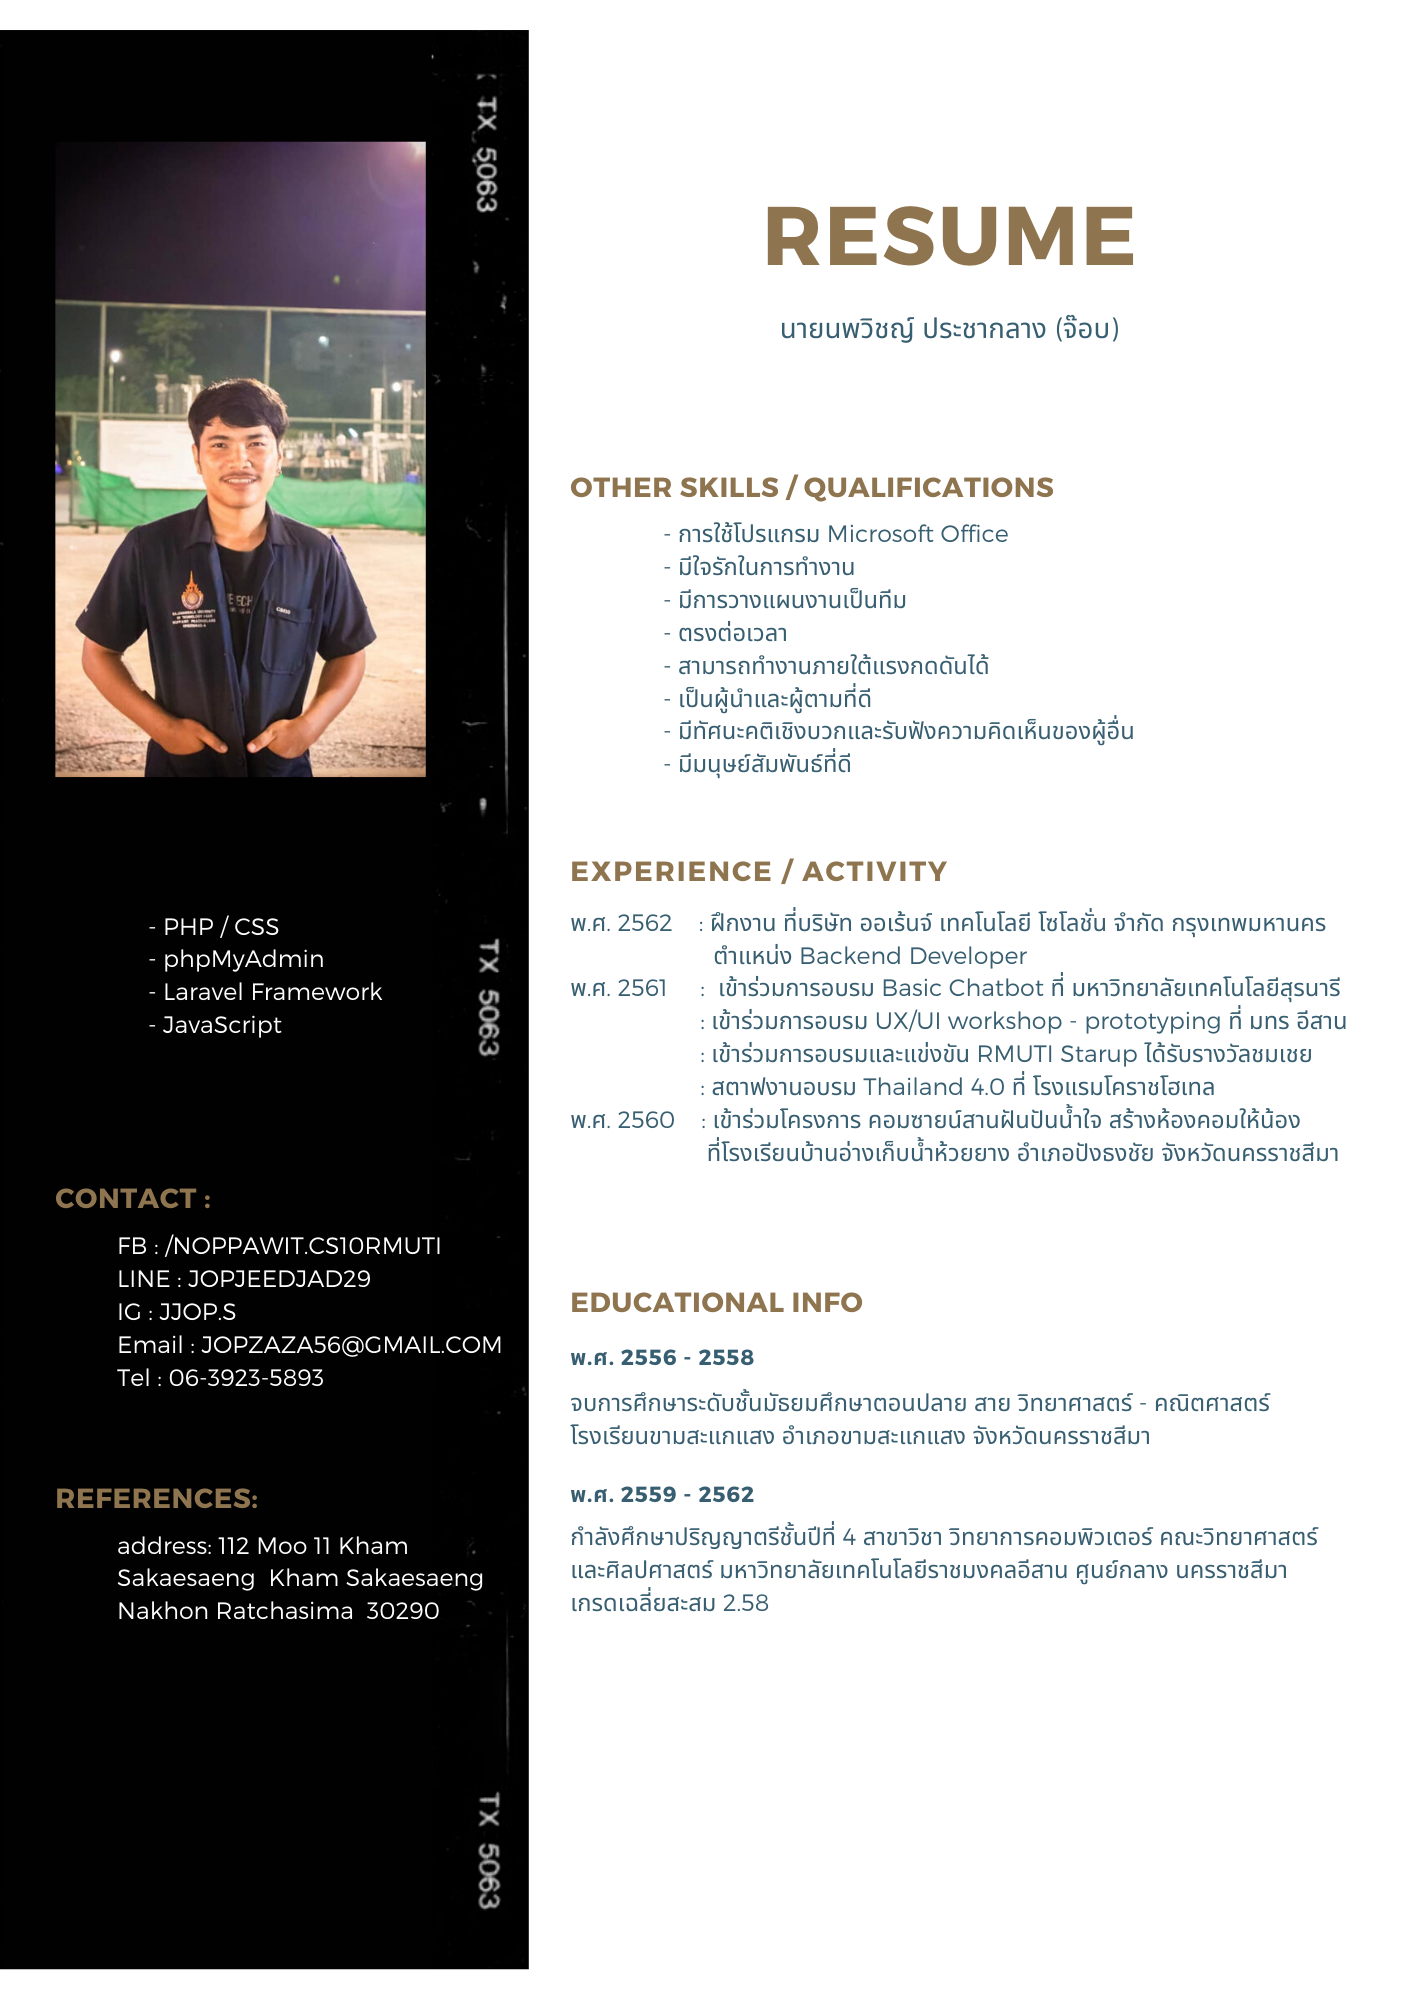 TX 5063
RESUME
นายนพวิชญ์ ประชากลาง (จ๊อบ)
OTHER SKILLS / QUALIFICATIONS
- การใช้โปรแกรม Microsoft Office
- มีใจรักในการทำงาน
- มีการวางแผนงานเป็นทีม
- ตรงต่อเวลา
- สามารถทำงานภายใต้แรงกดดันได้
- เป็นผู้นำและผู้ตามที่ดี
- มีทัศนะคติเชิงบวกและรับฟังความคิดเห็นของผู้อื่น
- มีมนุษย์สัมพันธ์ที่ดี
- PHP / CSS
- phpMyAdmin
- Laravel Framework
- JavaScript
TX 5063
EXPERIENCE / ACTIVITY
พ.ศ. 2562 : ฝึกงาน ที่บริษัท ออเร้นจ์ เทคโนโลยี โซโลชั่น จำกัด กรุงเทพมหานคร
ตำแหน่ง Backend Developer
พ.ศ. 2561 : เข้าร่วมการอบรม Basic Chatbot ที่ มหาวิทยาลัยเทคโนโลยีสุรนารี
: เข้าร่วมการอบรม UX/UI workshop - prototyping ที่ มทร อีสาน
: เข้าร่วมการอบรมและแข่งขัน RMUTI Starup ได้รับรางวัลชมเชย
: สตาฟงานอบรม Thailand 4.0 ที่ โรงแรมโคราชโฮเทล
พ.ศ. 2560 : เข้าร่วมโครงการ คอมซายน์สานฝันปันน้ำใจ สร้างห้องคอมให้น้อง
ที่โรงเรียนบ้านอ่างเก็บน้ำห้วยยาง อำเภอปังธงชัย จังหวัดนครราชสีมา
CONTACT :
FB : /NOPPAWIT.CS10RMUTI
LINE : JOPJEEDJAD29
IG : JJOP.S
Email : JOPZAZA56@GMAIL.COM
Tel : 06-3923-5893
REFERENCES:
address: 112 Moo 11 Kham
Sakaesaeng Kham Sakaesaeng
Nakhon Ratchasima 30290
TX 5063
EDUCATIONAL INFO
พ.ศ. 2556 - 2558
จบการศึกษาระดับชั้นมัธยมศึกษาตอนปลาย สาย วิทยาศาสตร์ - คณิตศาสตร์
โรงเรียนขามสะแกแสง อำเภอขามสะแกแสง จังหวัดนครราชสีมา
พ.ศ. 2559 - 2562
กำลังศึกษาปริญญาตรีชั้นปีที่ 4 สาขาวิชา วิทยาการคอมพิวเตอร์ คณะวิทยาศาสตร์
และศิลปศาสตร์ มหาวิทยาลัยเทคโนโลยีราชมงคลอีสาน ศูนย์กลาง นครราชสีมา
เกรดเฉลี่ยสะสม 2.58